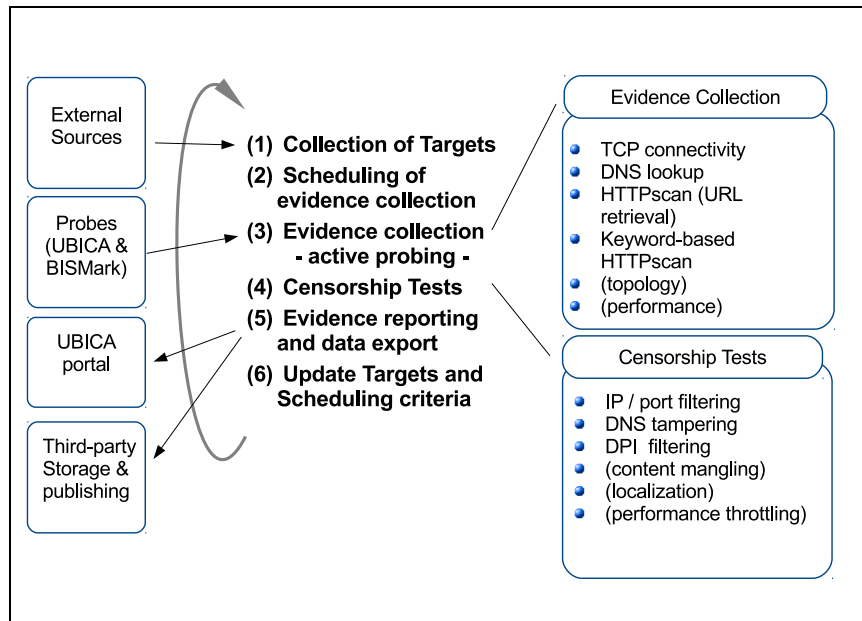 External
Sources
Probes
(UBICA &
BISMark)
UBICA
portal
Third-party
Storage &
publishing
(1) Collection of Targets
(2) Scheduling of
evidence collection
(3) Evidence collection
- active probing -
(4) Censorship Tests
(5) Evidence reporting
and data export
(6) Update Targets and
Scheduling criteria
Evidence Collection
TCP connectivity
DNS lookup
HTTPscan (URL
retrieval)
Keyword-based
HTTPscan
(topology)
(performance)
Censorship Tests
IP / port filtering
DNS tampering
DPI filtering
(content mangling)
(localization)
(performance throttling)